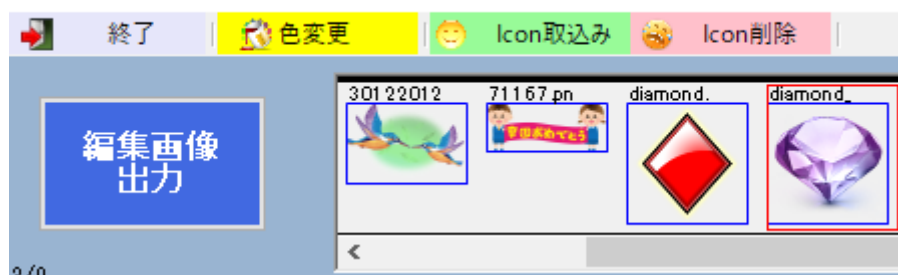 終了
色変更
Icon取込み
Icon削除
編集画像
出力
30122012
71167.pn
diamond.
diamond_